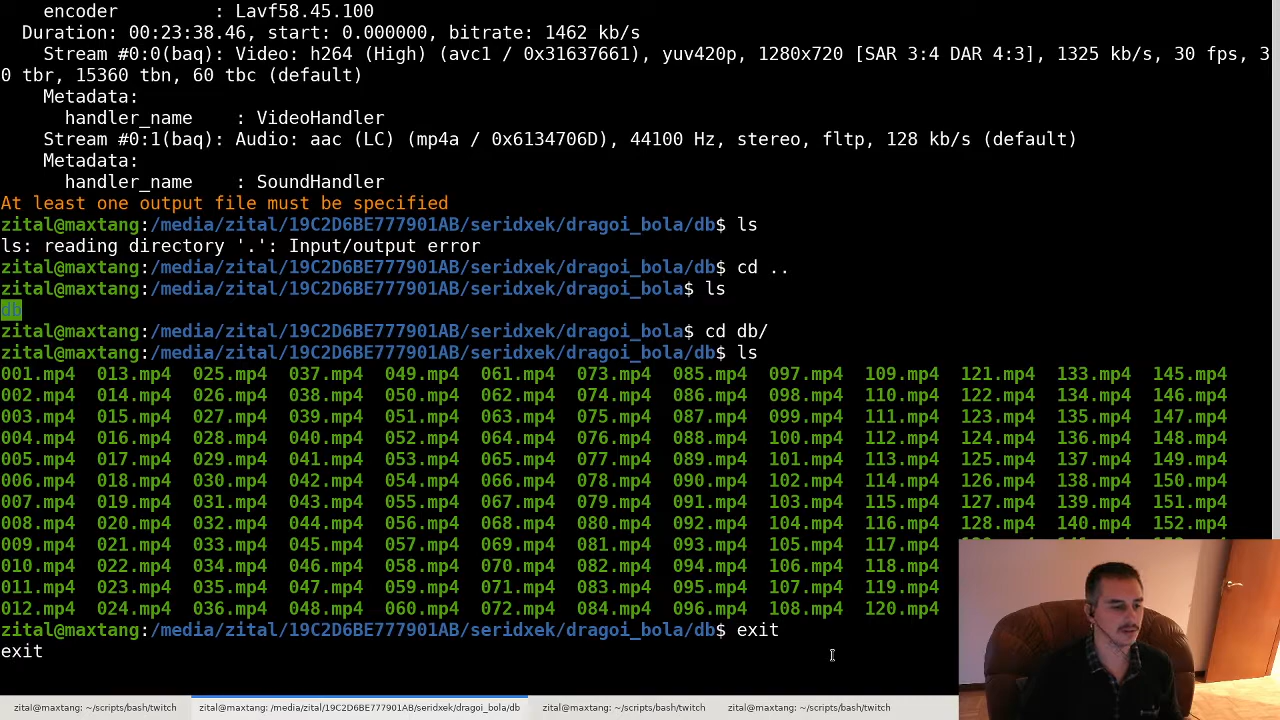 encoder : Lavf58.45.100
Duration: 00:23:38.46, start: 0.000000, bitrate: 1462 kb/s
Stream #0:0(baq): Video: h264 (High) (avc1 / 0x31637661), yuv420p, 1280x720 [SAR 3:4 DAR 4:3], 1325 kb/s, 30 fps, 3
0 tbr, 15360 tbn, 60 tbc (default)
Metadata:
handler_name : VideoHandler
Stream #0:1(baq): Audio: aac (LC) (mp4a / 0x6134706D), 44100 Hz, stereo, fltp, 128 kb/s (default)
Metadata:
handler_name : SoundHandler
At least one output file must be specified
zital@maxtang:/media/zital/19C2D6BE777901AB/seridxek/dragoi_bola/db$ ls
ls: reading directory '.': Input/output error
zital@maxtang:/media/zital/19C2D6BE777901AB/seridxek/dragoi_bola/db$ cd ..
zital@maxtang:/media/zital/19C2D6BE777901AB/seridxek/dragoi_bola$ ls
db
zital@maxtang:/media/zital/19C2D6BE777901AB/seridxek/dragoi_bola$ cd db/
zital@maxtang:/media/zital/19C2D6BE777901AB/seridxek/dragoi_bola/db$ ls
001.mp4 013.mp4 025.mp4 037.mp4 049.mp4 061.mp4 073.mp4 085.mp4 097.mp4 109.mp4 121.mp4 133.mp4 145.mp4
002.mp4 014.mp4 026.mp4 038.mp4 050.mp4 062.mp4 074.mp4 086.mp4 098.mp4 110.mp4 122.mp4 134.mp4 146.mp4
003.mp4 015.mp4 027.mp4 039.mp4 051.mp4 063.mp4 075.mp4 087.mp4 099.mp4 111.mp4 123.mp4 135.mp4 147.mp4
004.mp4 016.mp4 028.mp4 040.mp4 052.mp4 064.mp4 076.mp4 088.mp4 100.mp4 112.mp4 124.mp4 136.mp4 148.mp4
005.mp4 017.mp4 029.mp4 041.mp4 053.mp4 065.mp4 077.mp4 089.mp4 101.mp4 113.mp4 125.mp4 137.mp4 149.mp4
006.mp4 018.mp4 030.mp4 042.mp4 054.mp4 066.mp4 078.mp4 090.mp4 102.mp4 114.mp4 126.mp4 138.mp4 150.mp4
007.mp4 019.mp4 031.mp4 043.mp4 055.mp4 067.mp4 079.mp4 091.mp4 103.mp4 115.mp4 127.mp4 139.mp4 151.mp4
008.mp4 020.mp4 032.mp4 044.mp4 056.mp4 068.mp4 080.mp4 092.mp4 104.mp4 116.mp4 128.mp4 140.mp4 152.mp4
009.mp4 021.mp4 033.mp4 045.mp4 057.mp4 069.mp4 081.mp4 093.mp4 105.mp4 117.mp4
010.mp4 022.mp4 034.mp4 046.mp4 058.mp4 070.mp4 082.mp4 094.mp4 106.mp4 118.mp4
011.mp4 023.mp4 035.mp4 047.mp4 059.mp4 071.mp4 083.mp4 095.mp4 107.mp4 119.mp4
012.mp4 024.mp4 036.mp4 048.mp4 060.mp4 072.mp4 084.mp4 096.mp4 108.mp4 120.mp4
zital@maxtang:/media/zital/19C2D6BE777901AB/seridxek/dragoi_bola/db$ exit
exit
zital@maxtang: ~/scripts/bash/twitch zital@maxtang: /media/zital/19C2D6BE777901AB/seridxek/dragoi_bola/db zital@maxtang: ~/scripts/bash/twitch zital@maxtang: ~/scripts/bash/twitch